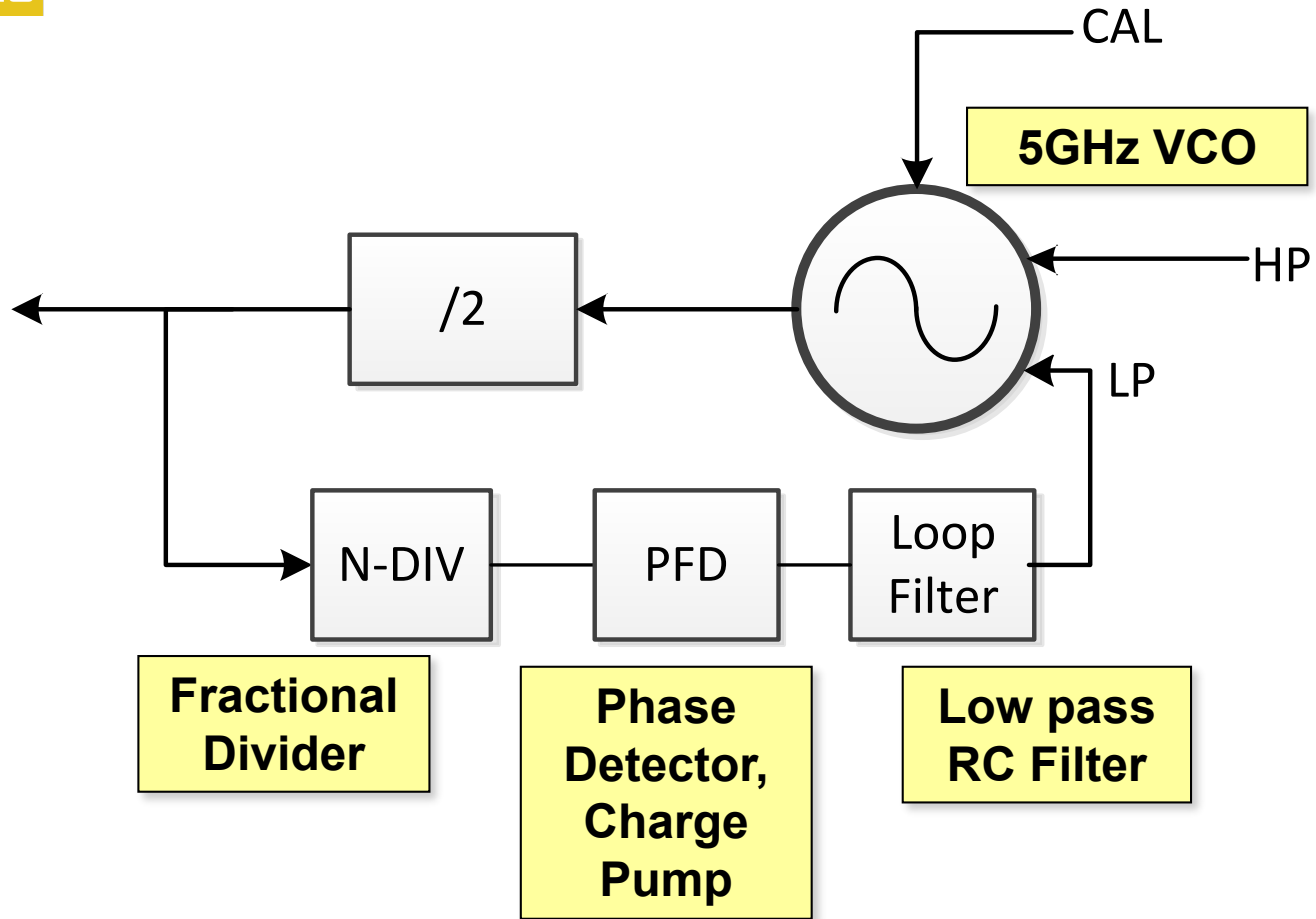 CAL
5GHz VCO
HP
/2
LP
N-DIV
PFD
Loop
Filter
Fractional
Divider
Phase
Detector,
Charge
Pump
Low pass
RC Filter